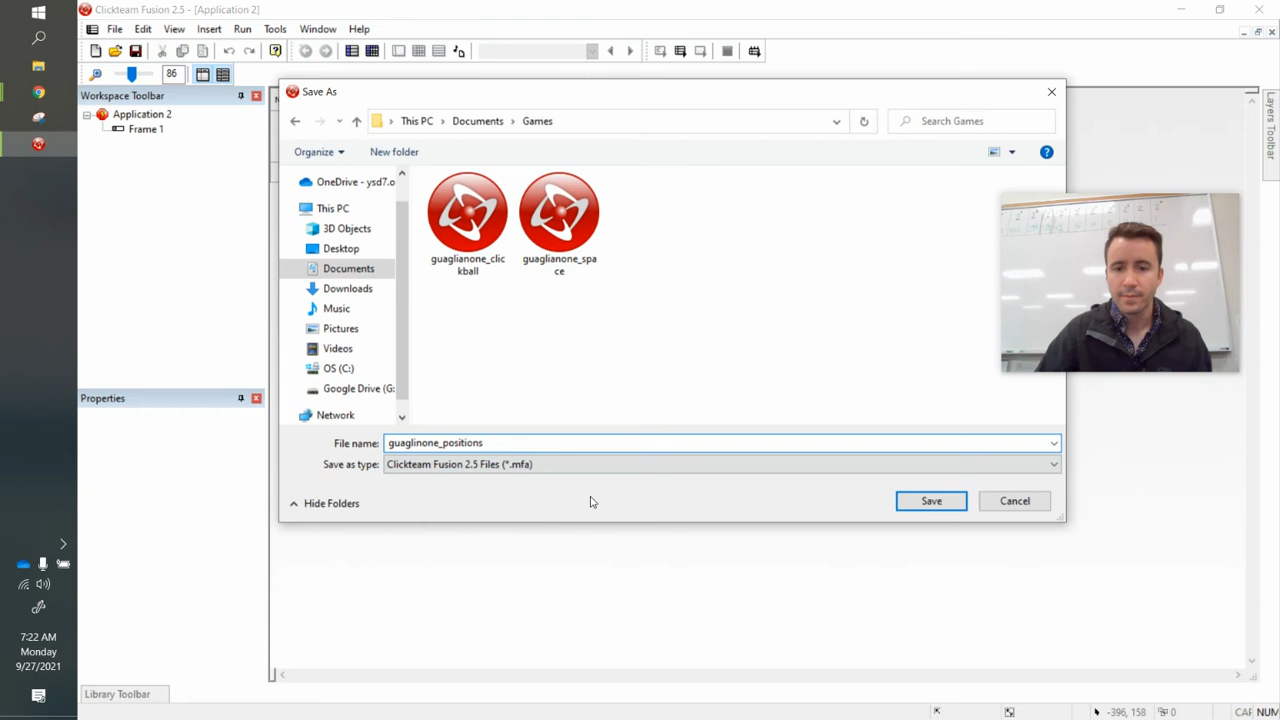 Clickteam Fusion 2.5 - [Application 2]
File Edit View Insert Run Tools Window Help
86
Workspace Toolbar
Application 2
Frame 1
Properties
Library Toolbar
Layers Toolbar
Save As
This PC > Documents > Games
Search Games
Organize
New folder
OneDrive - ysd7.o
This PC
3D Objects
Desktop
Documents
Downloads
Music
Pictures
Videos
OS (C:)
Google Drive (G:
Network
guaglianone_clic
kball
guaglianone_spa
ce
File name: guaglinone_positions
Save as type: Clickteam Fusion 2.5 Files (*.mfa)
Hide Folders
Save
Cancel
7:22 AM
Monday
9/27/2021
-396, 158
0
CAP
NUM